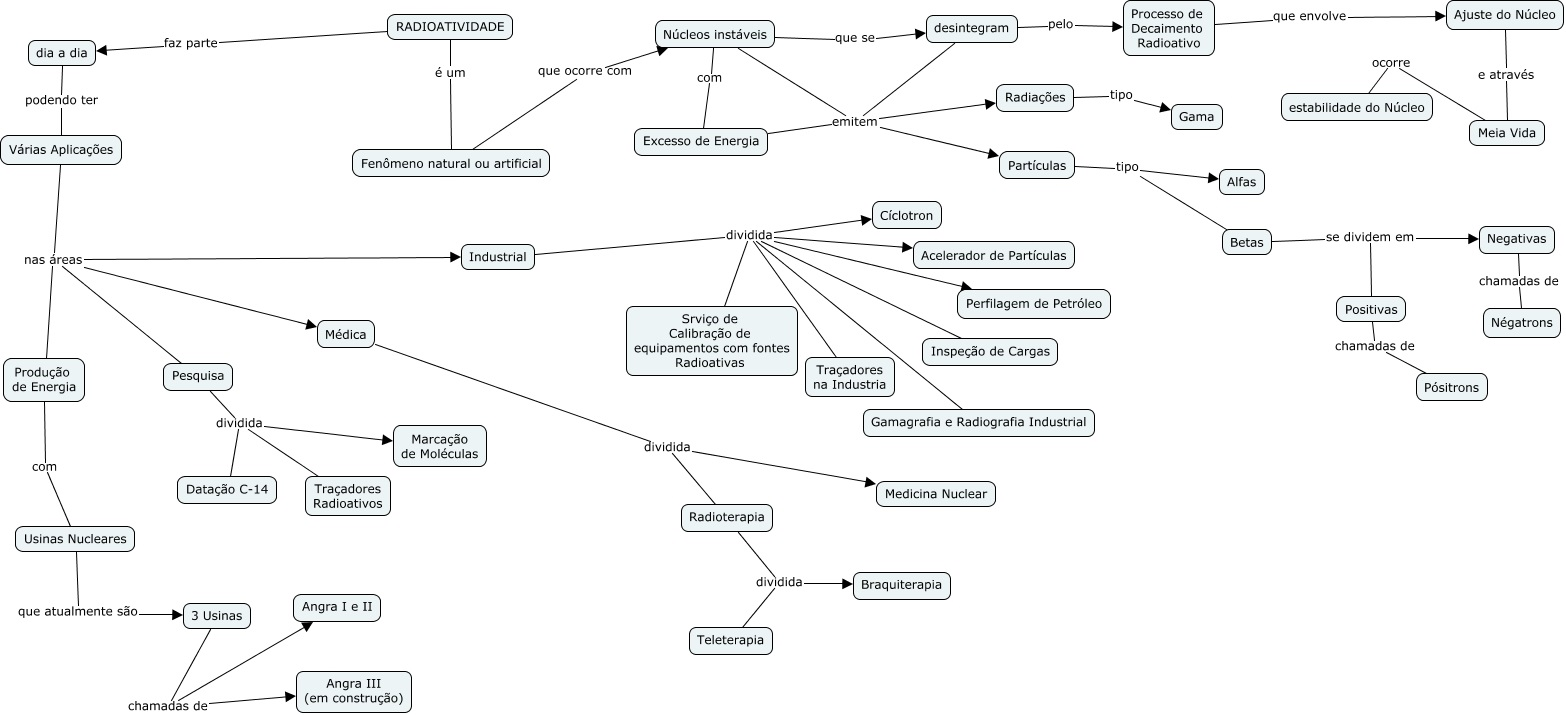 RADIOATIVIDADE
faz parte
dia a dia
podendo ter
Várias Aplicações
nas áreas
é um
Fenômeno natural ou artificial
que ocorre com
Núcleos instáveis
que se
desintegram
pelo
Processo de
Decaimento
Radioativo
que envolve
Ajuste do Núcleo
e através
Meia Vida
ocorre
estabilidade do Núcleo
com
Excesso de Energia
emitem
Radiações
tipo
Gama
Partículas
tipo
Alfas
Betas
se dividem em
Negativas
chamadas de
Négatrons
Positivas
chamadas de
Pósitrons
Industrial
dividida
Cíclotron
Acelerador de Partículas
Perfilagem de Petróleo
Inspeção de Cargas
Gamagrafia e Radiografia Industrial
Traçadores
na Industria
Srviço de
Calibração de
equipamentos com fontes
Radioativas
Médica
dividida
Medicina Nuclear
Radioterapia
dividida
Braquiterapia
Teleterapia
Pesquisa
dividida
Marcação
de Moléculas
Traçadores
Radioativos
Datação C-14
Produção
de Energia
com
Usinas Nucleares
que atualmente são
3 Usinas
chamadas de
Angra I e II
Angra III
(em construção)